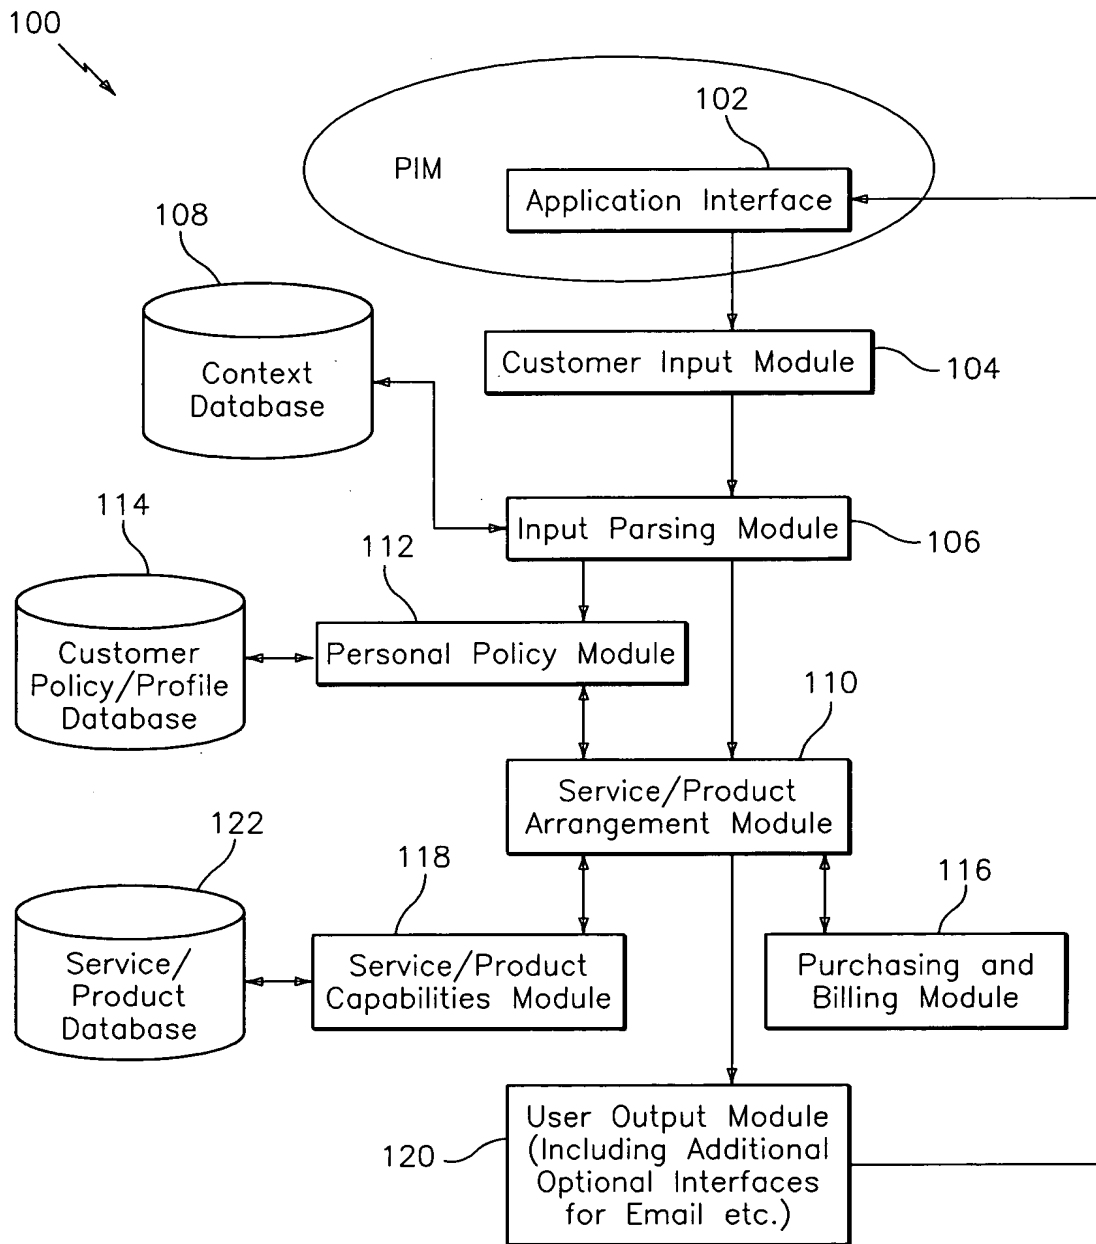 100
102
PIM
Application Interface
108
Context
Database
Customer Input Module
104
114
112
Input Parsing Module
106
Customer
Policy/Profile
Database
Personal Policy Module
110
Service/Product
Arrangement Module
122
118
116
Service/
Product
Database
Service/Product
Capabilities Module
Purchasing and
Billing Module
120
User Output Module
(Including Additional
Optional Interfaces
for Email etc.)